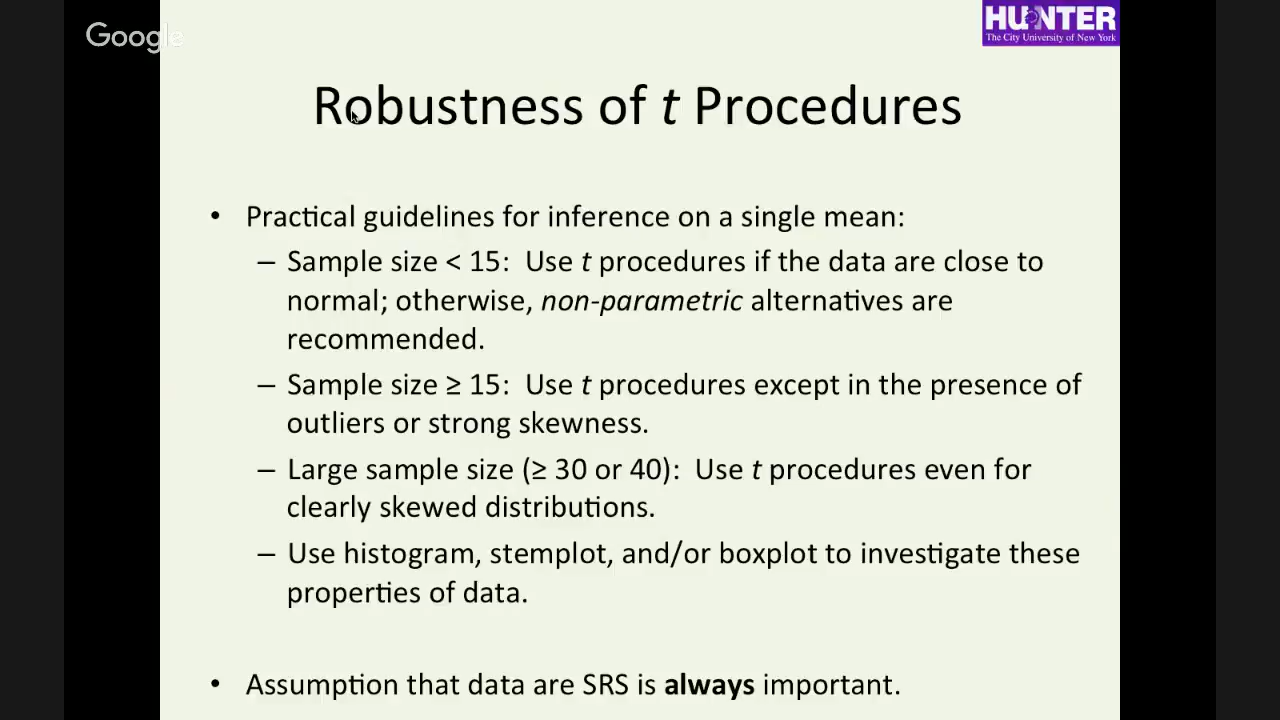 Google
HUNTER
The City University of New York
Robustness of t Procedures
• Practical guidelines for inference on a single mean:
– Sample size < 15: Use t procedures if the data are close to
normal; otherwise, non-parametric alternatives are
recommended.
– Sample size ≥ 15: Use t procedures except in the presence of
outliers or strong skewness.
– Large sample size (≥ 30 or 40): Use t procedures even for
clearly skewed distributions.
– Use histogram, stemplot, and/or boxplot to investigate these
properties of data.
• Assumption that data are SRS is always important.